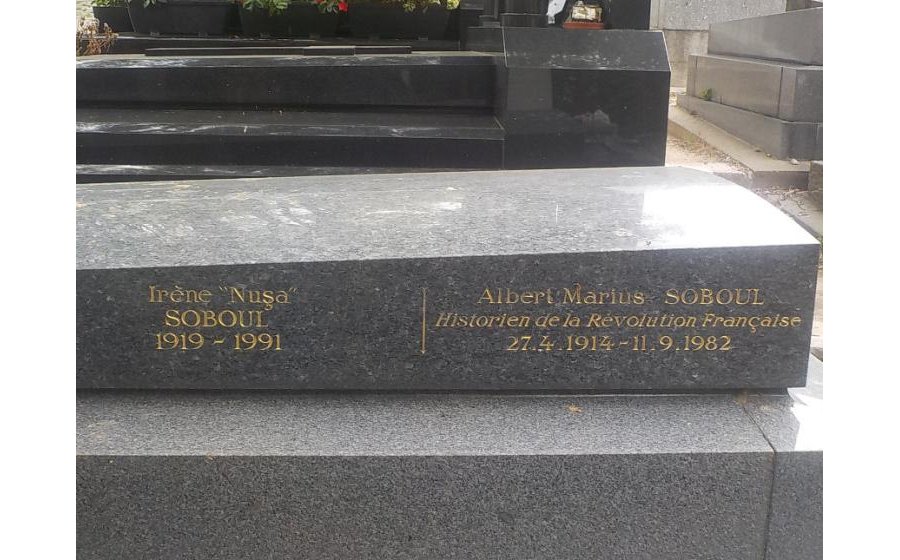 Irène "Nuşa"
SOBOUL
1919 - 1991
Albert Marius SOBOUL
Historien de la Révolution Française
27.4.1914 - 11.9.1982